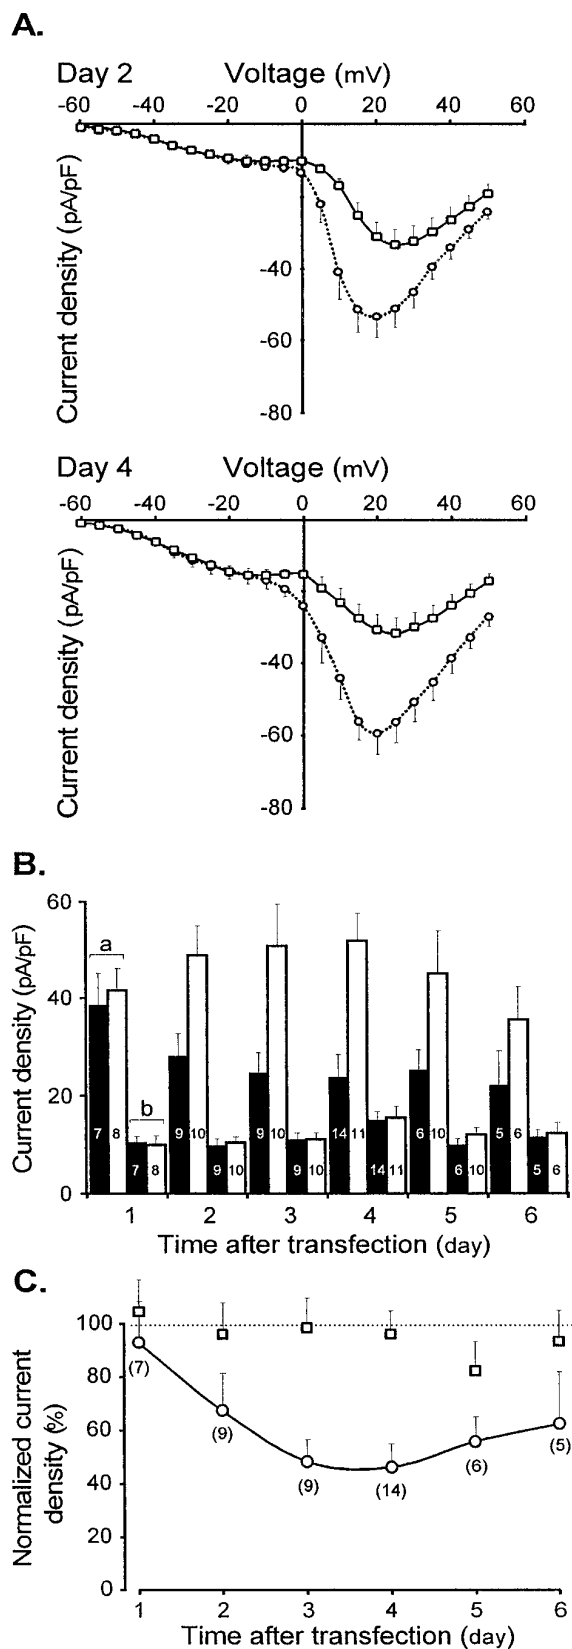 A.
Day 2 Voltage (mV)
-60 -40 -20 0 20 40 60
Current density (pA/pF)
-40
-60
-80
Day 4 Voltage (mV)
-60 -40 -20 0 20 40 60
Current density (pA/pF)
-40
-60
-80
B.
60
40
20
0
Current density (pA/pF)
a
b
7 8 7 8 9 10 9 10 9 10 9 10 14 11 14 11 6 10 6 10 5 6 5 6
1 2 3 4 5 6
Time after transfection (day)
C.
100
80
60
40
20
0
Normalized current
density (%)
(7) (9) (9) (14) (6) (5)
1 2 3 4 5 6
Time after transfection (day)